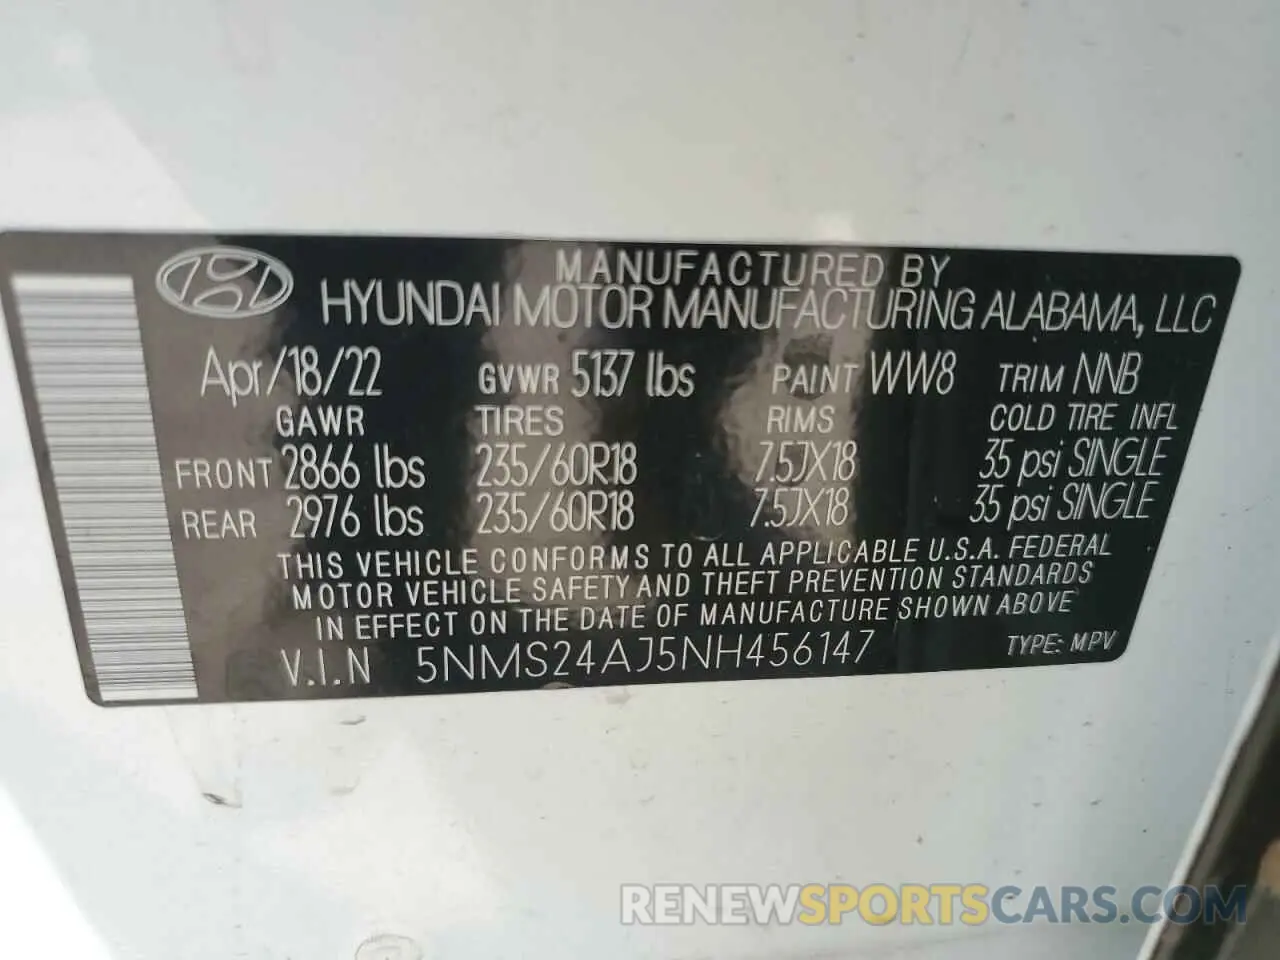 MANUFACTURED BY
HYUNDAI MOTOR MANUFACTURING ALABAMA, LLC
Apr/18/22 GVWR 5137 lbs PAINT WW8 TRIM NNB
GAWR TIRES RIMS COLD TIRE INFL
FRONT 2866 lbs 235/60R18 7.5JX18 35 psi SINGLE
REAR 2976 lbs 235/60R18 7.5JX18 35 psi SINGLE
THIS VEHICLE CONFORMS TO ALL APPLICABLE U.S.A. FEDERAL
MOTOR VEHICLE SAFETY AND THEFT PREVENTION STANDARDS
IN EFFECT ON THE DATE OF MANUFACTURE SHOWN ABOVE
V.I.N 5NMS24AJ5NH456147 TYPE: MPV
RENEWSPORTSCARS.COM